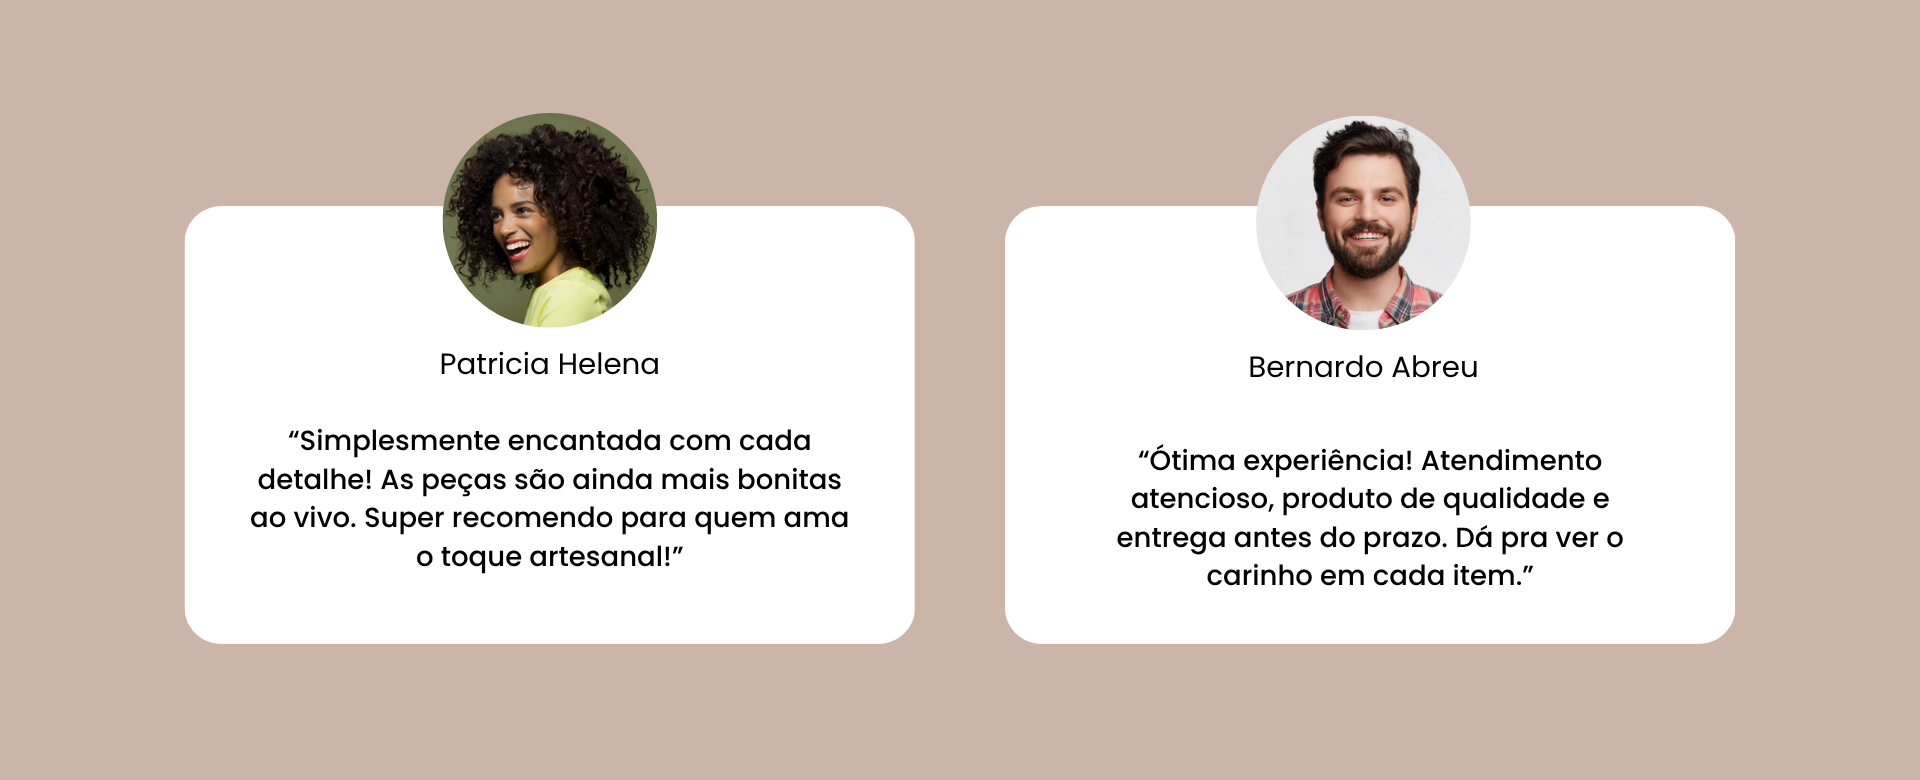 Patricia Helena
“Simplesmente encantada com cada
detalhe! As peças são ainda mais bonitas
ao vivo. Super recomendo para quem ama
o toque artesanal!”
Bernardo Abreu
“Ótima experiência! Atendimento
atencioso, produto de qualidade e
entrega antes do prazo. Dá pra ver o
carinho em cada item.”